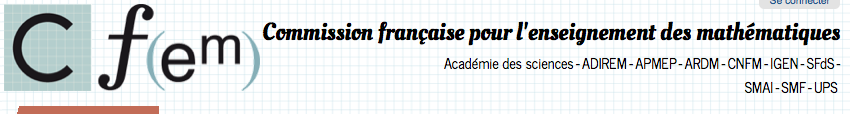 Se connecter
Cf(em)
Commission française pour l'enseignement des mathématiques
Académie des sciences - ADIREM - APMEP - ARDM - CNFM - IGEN - SFdS -
SMAI - SMF - UPS